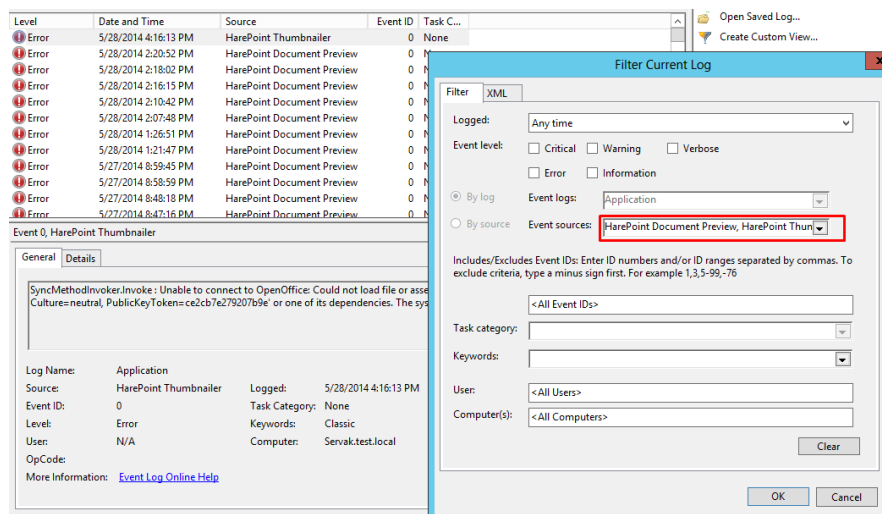 Level Date and Time Source Event ID Task C...
Error 5/28/2014 4:16:13 PM HarePoint Thumbnailer 0 None
Error 5/28/2014 2:20:52 PM HarePoint Document Preview 0
Error 5/28/2014 2:18:02 PM HarePoint Document Preview 0
Error 5/28/2014 2:16:15 PM HarePoint Document Preview 0
Error 5/28/2014 2:10:42 PM HarePoint Document Preview 0
Error 5/28/2014 2:07:48 PM HarePoint Document Preview 0
Error 5/28/2014 1:26:51 PM HarePoint Document Preview 0
Error 5/28/2014 1:21:47 PM HarePoint Document Preview 0
Error 5/27/2014 8:59:45 PM HarePoint Document Preview 0
Error 5/27/2014 8:58:59 PM HarePoint Document Preview 0
Error 5/27/2014 8:48:18 PM HarePoint Document Preview 0
Error 5/27/2014 8:47:16 PM HarePoint Document Preview 0
Event 0, HarePoint Thumbnailer
General Details
SyncMethodInvoker.Invoke : Unable to connect to OpenOffice: Could not load file or asse
Culture=neutral, PublicKeyToken=ce2cb7e279207b9e' or one of its dependencies. The sys
Log Name: Application
Source: HarePoint Thumbnailer Logged: 5/28/2014 4:16:13 PM
Event ID: 0 Task Category: None
Level: Error Keywords: Classic
User: N/A Computer: Servak.test.local
OpCode:
More Information: Event Log Online Help
Open Saved Log...
Create Custom View...
Filter Current Log
x
Filter XML
Logged: Any time
Event level: Critical Warning Verbose
Error Information
By log Event logs: Application
By source Event sources: HarePoint Document Preview, HarePoint Thun
Includes/Excludes Event IDs: Enter ID numbers and/or ID ranges separated by commas. To
exclude criteria, type a minus sign first. For example 1,3,5-99,-76
<All Event IDs>
Task category:
Keywords:
User: <All Users>
Computer(s): <All Computers>
Clear
OK Cancel